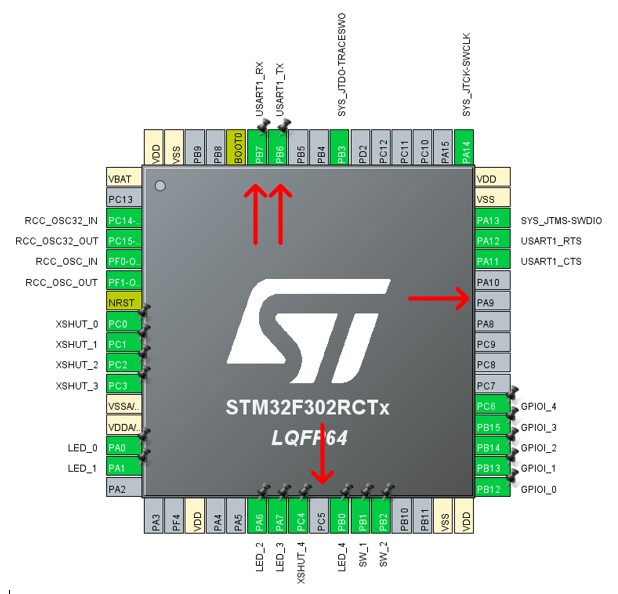 USART1_RX
USART1_TX
SYS_JTDO-TRACESWO
SYS_JTCK-SWCLK
VDD
VSS
PB9
PB8
BOOT0
PB7
PB6
PB5
PB4
PB3
PD2
PC12
PC11
PC10
PA15
PA14
VBAT
PC13
RCC_OSC32_IN PC14-..
RCC_OSC32_OUT PC15-..
RCC_OSC_IN PF0-O..
RCC_OSC_OUT PF1-O..
NRST
XSHUT_0 PC0
XSHUT_1 PC1
XSHUT_2 PC2
XSHUT_3 PC3
VSSA/..
VDDA/..
LED_0 PA0
LED_1 PA1
PA2
ST
STM32F302RCTx
LQFP64
VDD
VSS
PA13 SYS_JTMS-SWDIO
PA12 USART1_RTS
PA11 USART1_CTS
PA10
PA9
PA8
PC9
PC8
PC7
PC6 GPIOI_4
PB15 GPIOI_3
PB14 GPIOI_2
PB13 GPIOI_1
PB12 GPIOI_0
PA3
PF4
VDD
PA4
PA5
PA6
PA7
PC4
PC5
PB0
PB1
PB2
PB10
PB11
VSS
VDD
LED_2
LED_3
XSHUT_4
LED_4
SW_1
SW_2